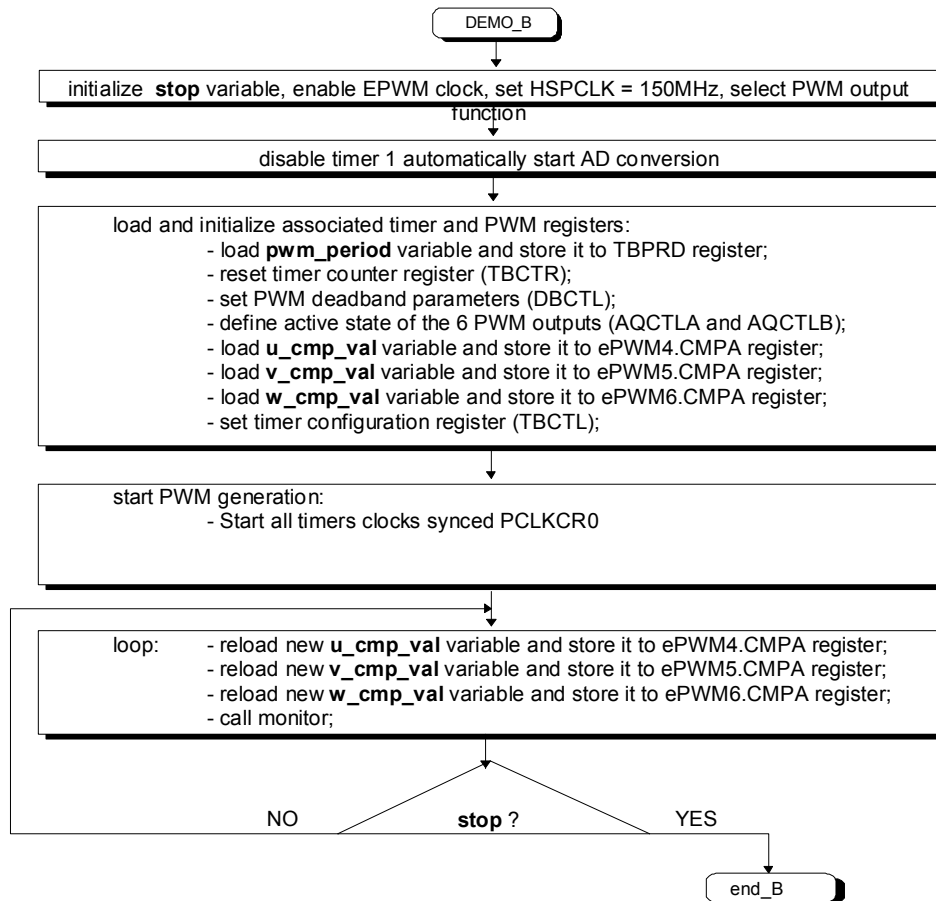 DEMO_B
initialize stop variable, enable EPWM clock, set HSPCLK = 150MHz, select PWM output
function
disable timer 1 automatically start AD conversion
load and initialize associated timer and PWM registers:
- load pwm_period variable and store it to TBPRD register;
- reset timer counter register (TBCTR);
- set PWM deadband parameters (DBCTL);
- define active state of the 6 PWM outputs (AQCTLA and AQCTLB);
- load u_cmp_val variable and store it to ePWM4.CMPA register;
- load v_cmp_val variable and store it to ePWM5.CMPA register;
- load w_cmp_val variable and store it to ePWM6.CMPA register;
- set timer configuration register (TBCTL);
start PWM generation:
- Start all timers clocks synced PCLKCR0
loop: - reload new u_cmp_val variable and store it to ePWM4.CMPA register;
- reload new v_cmp_val variable and store it to ePWM5.CMPA register;
- reload new w_cmp_val variable and store it to ePWM6.CMPA register;
- call monitor;
NO stop ? YES
end_B